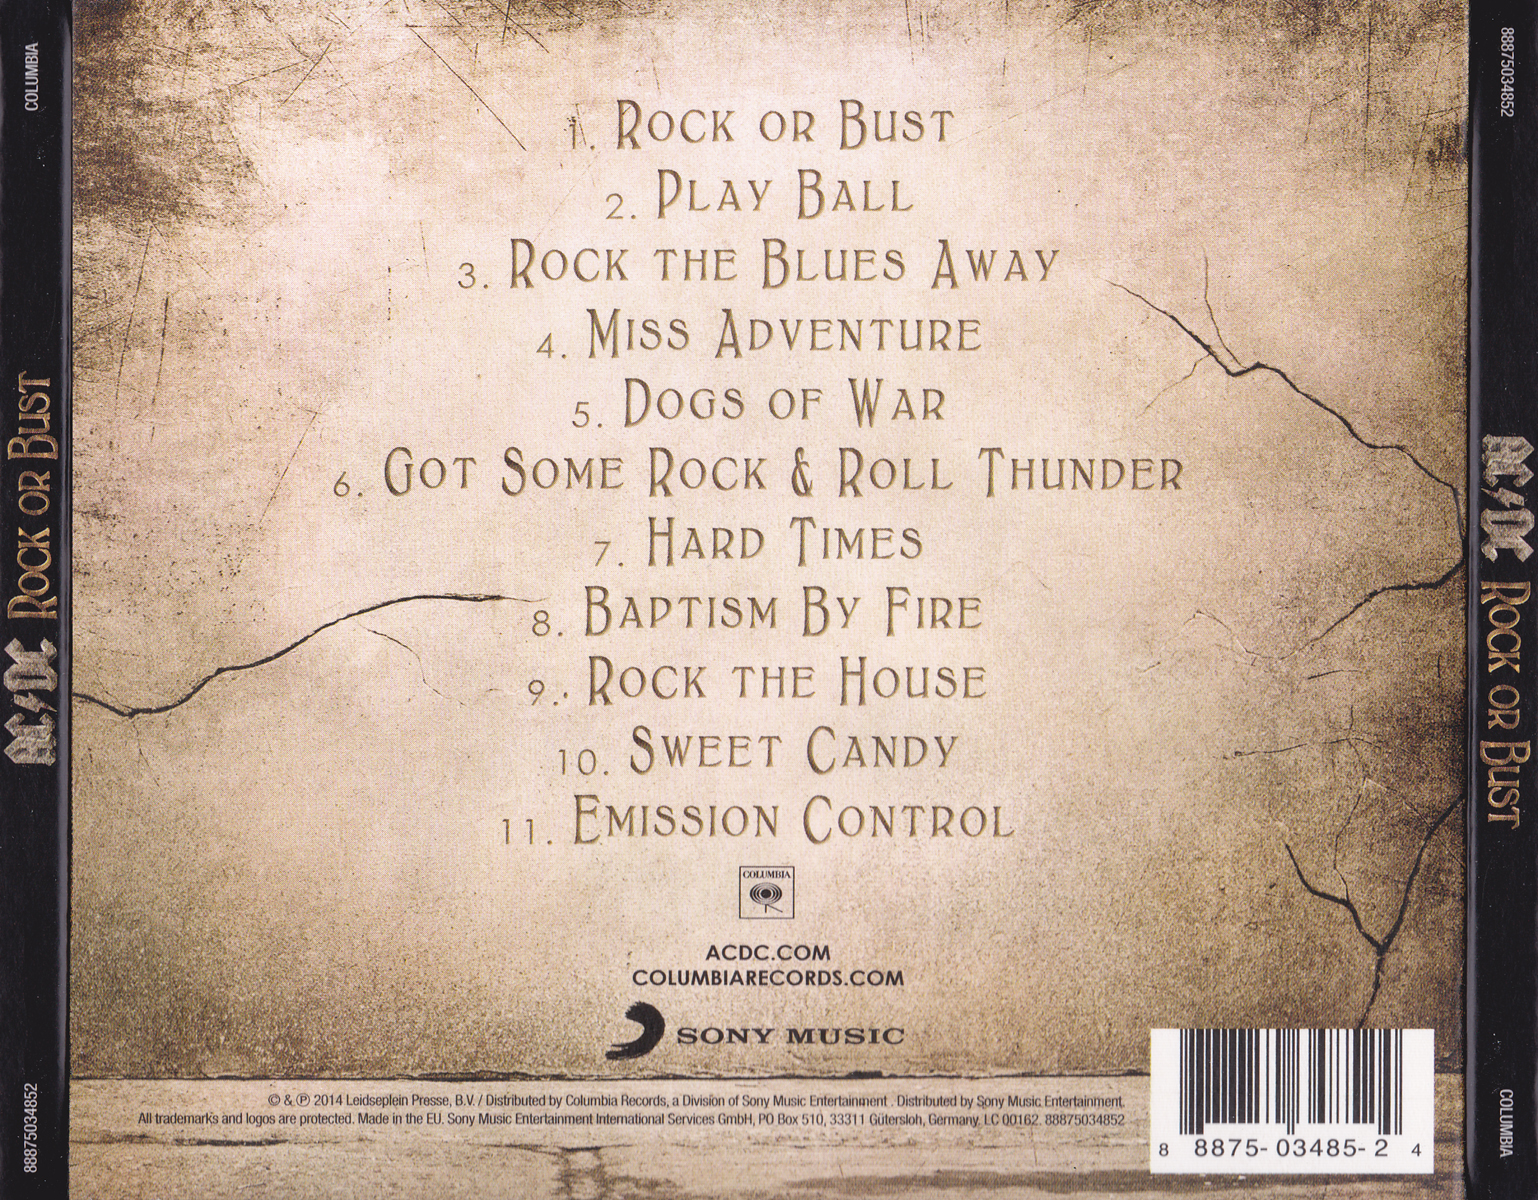 COLUMBIA
AC/DC ROCK OR BUST
88875034852
1. ROCK OR BUST
2. PLAY BALL
3. ROCK THE BLUES AWAY
4. MISS ADVENTURE
5. DOGS OF WAR
6. GOT SOME ROCK & ROLL THUNDER
7. HARD TIMES
8. BAPTISM BY FIRE
9. ROCK THE HOUSE
10. SWEET CANDY
11. EMISSION CONTROL
COLUMBIA
ACDC.COM
COLUMBIARECORDS.COM
SONY MUSIC
© & ℗ 2014 Leidseplein Presse, B.V. / Distributed by Columbia Records, a Division of Sony Music Entertainment . Distributed by Sony Music Entertainment.
All trademarks and logos are protected. Made in the EU. Sony Music Entertainment International Services GmbH, PO Box 510, 33311 Gütersloh, Germany. LC 00162. 88875034852
8 8875-03485-2 4
88875034852
AC/DC ROCK OR BUST
COLUMBIA